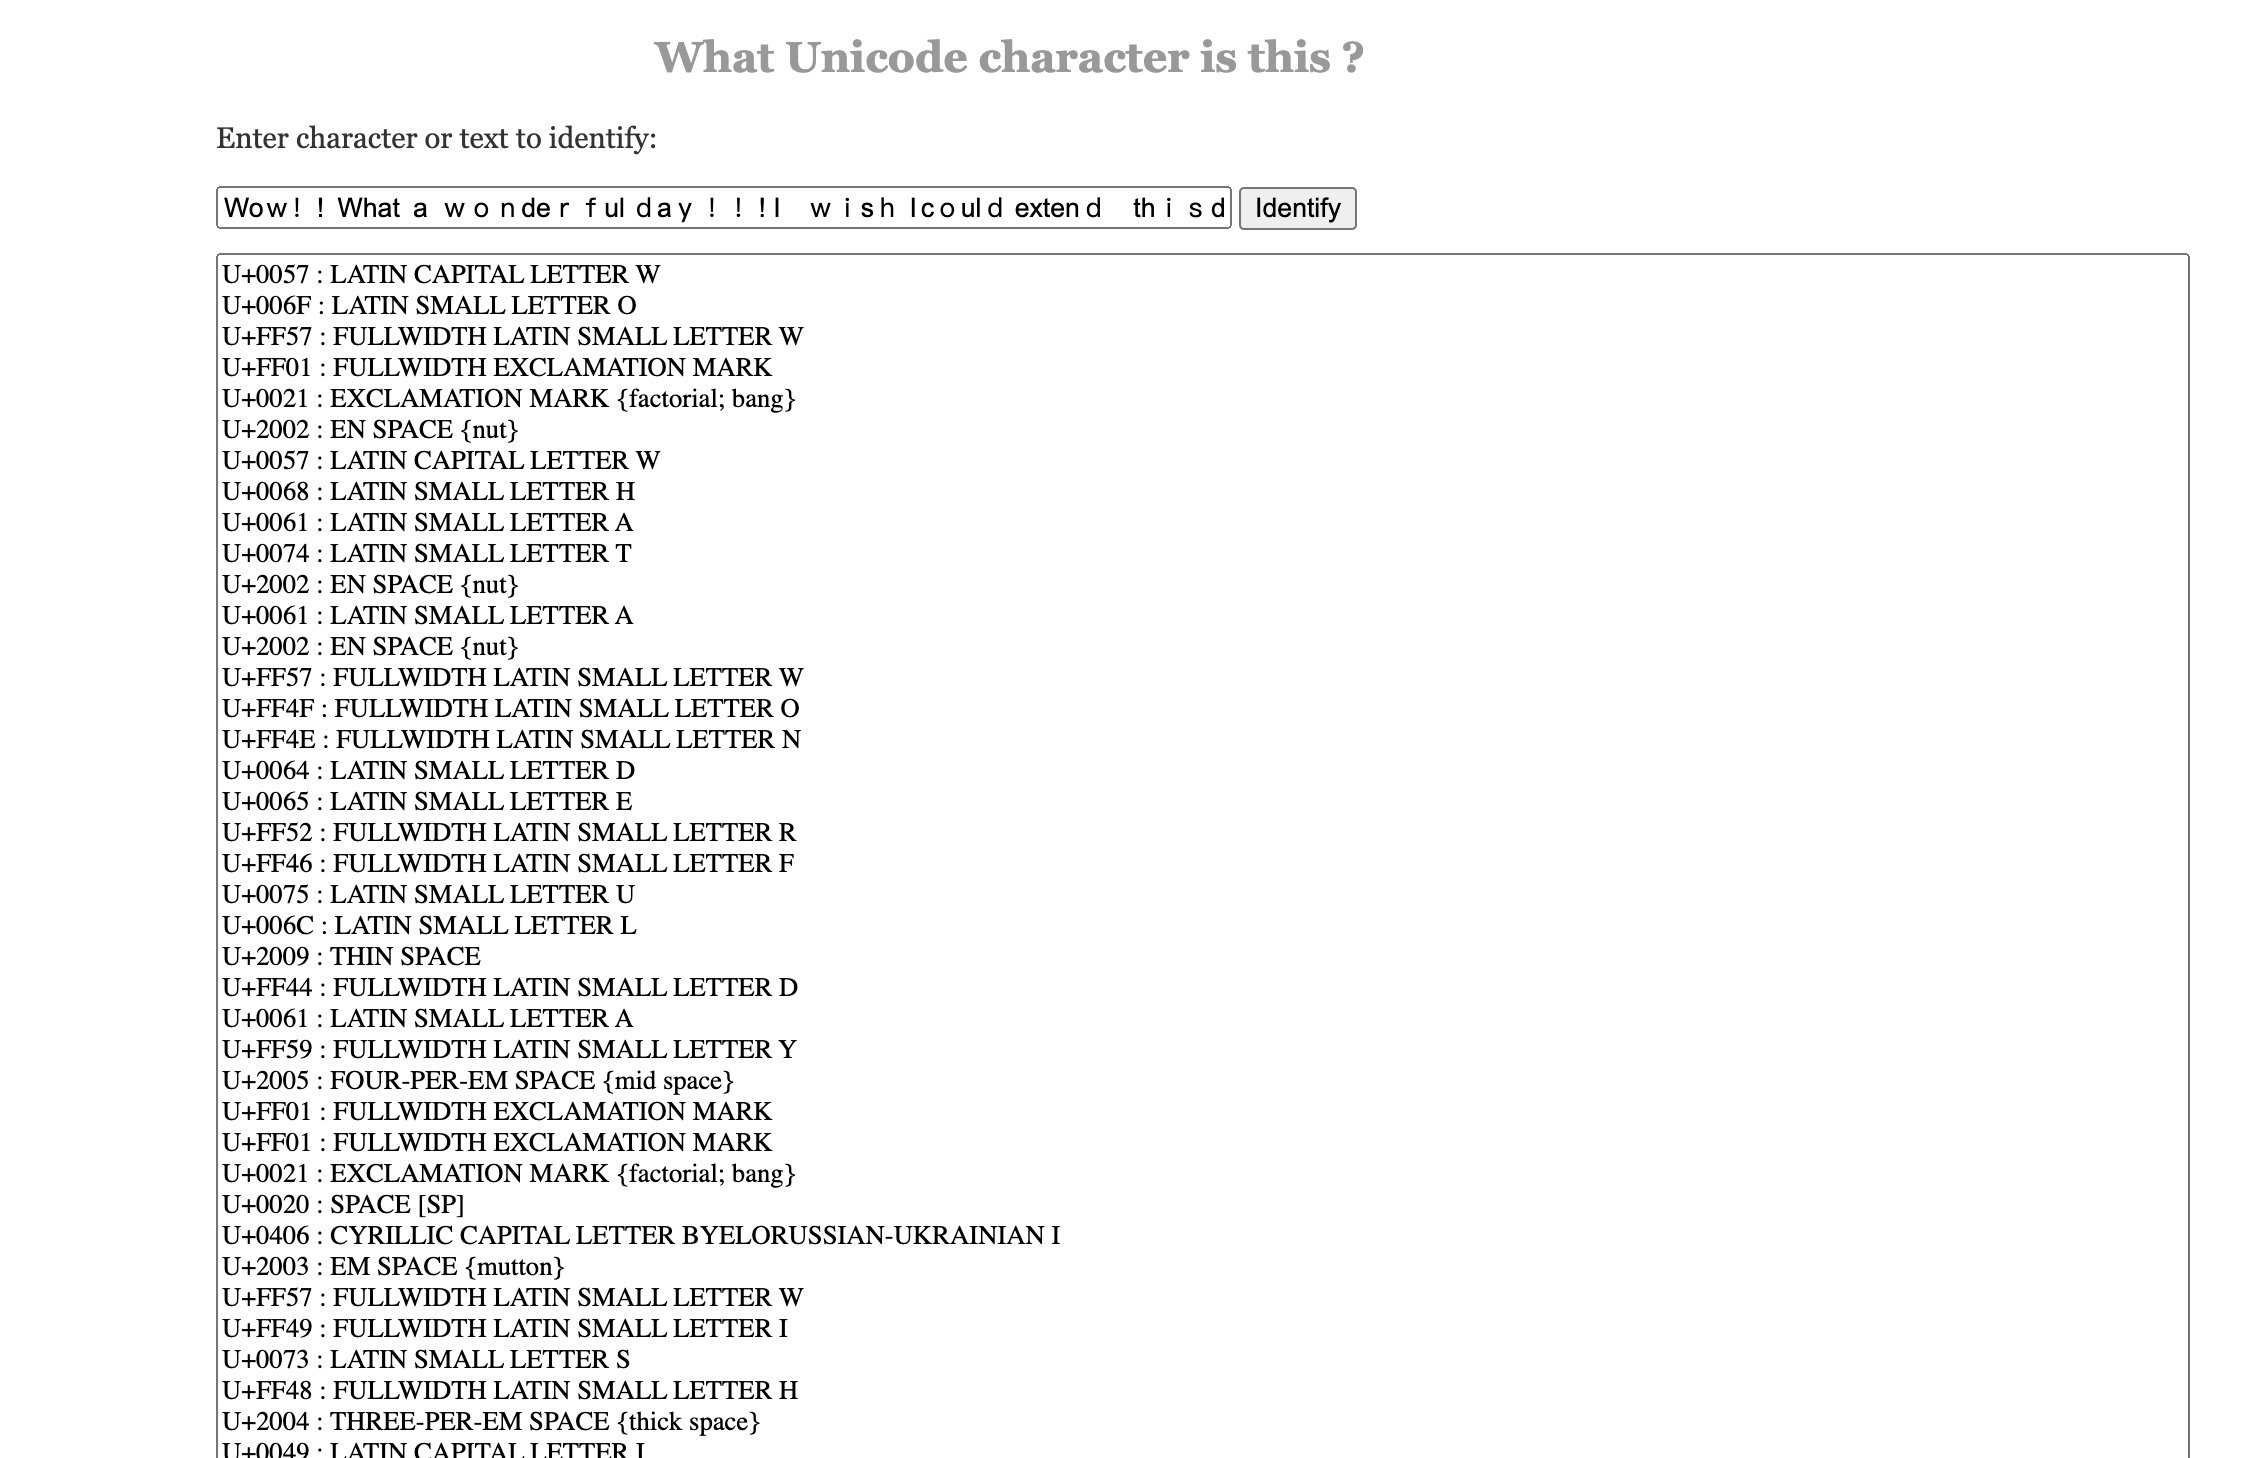 What Unicode character is this ?
Enter character or text to identify:
Woｗ！! What a ｗｏｎdeｒｆul ｄaｙ ！！! І ｗｉsｈ Iｃｏulｄ extenｄ thｉｓｄ Identify
U+0057 : LATIN CAPITAL LETTER W
U+006F : LATIN SMALL LETTER O
U+FF57 : FULLWIDTH LATIN SMALL LETTER W
U+FF01 : FULLWIDTH EXCLAMATION MARK
U+0021 : EXCLAMATION MARK {factorial; bang}
U+2002 : EN SPACE {nut}
U+0057 : LATIN CAPITAL LETTER W
U+0068 : LATIN SMALL LETTER H
U+0061 : LATIN SMALL LETTER A
U+0074 : LATIN SMALL LETTER T
U+2002 : EN SPACE {nut}
U+0061 : LATIN SMALL LETTER A
U+2002 : EN SPACE {nut}
U+FF57 : FULLWIDTH LATIN SMALL LETTER W
U+FF4F : FULLWIDTH LATIN SMALL LETTER O
U+FF4E : FULLWIDTH LATIN SMALL LETTER N
U+0064 : LATIN SMALL LETTER D
U+0065 : LATIN SMALL LETTER E
U+FF52 : FULLWIDTH LATIN SMALL LETTER R
U+FF46 : FULLWIDTH LATIN SMALL LETTER F
U+0075 : LATIN SMALL LETTER U
U+006C : LATIN SMALL LETTER L
U+2009 : THIN SPACE
U+FF44 : FULLWIDTH LATIN SMALL LETTER D
U+0061 : LATIN SMALL LETTER A
U+FF59 : FULLWIDTH LATIN SMALL LETTER Y
U+2005 : FOUR-PER-EM SPACE {mid space}
U+FF01 : FULLWIDTH EXCLAMATION MARK
U+FF01 : FULLWIDTH EXCLAMATION MARK
U+0021 : EXCLAMATION MARK {factorial; bang}
U+0020 : SPACE [SP]
U+0406 : CYRILLIC CAPITAL LETTER BYELORUSSIAN-UKRAINIAN I
U+2003 : EM SPACE {mutton}
U+FF57 : FULLWIDTH LATIN SMALL LETTER W
U+FF49 : FULLWIDTH LATIN SMALL LETTER I
U+0073 : LATIN SMALL LETTER S
U+FF48 : FULLWIDTH LATIN SMALL LETTER H
U+2004 : THREE-PER-EM SPACE {thick space}
U+0049 : LATIN CAPITAL LETTER I